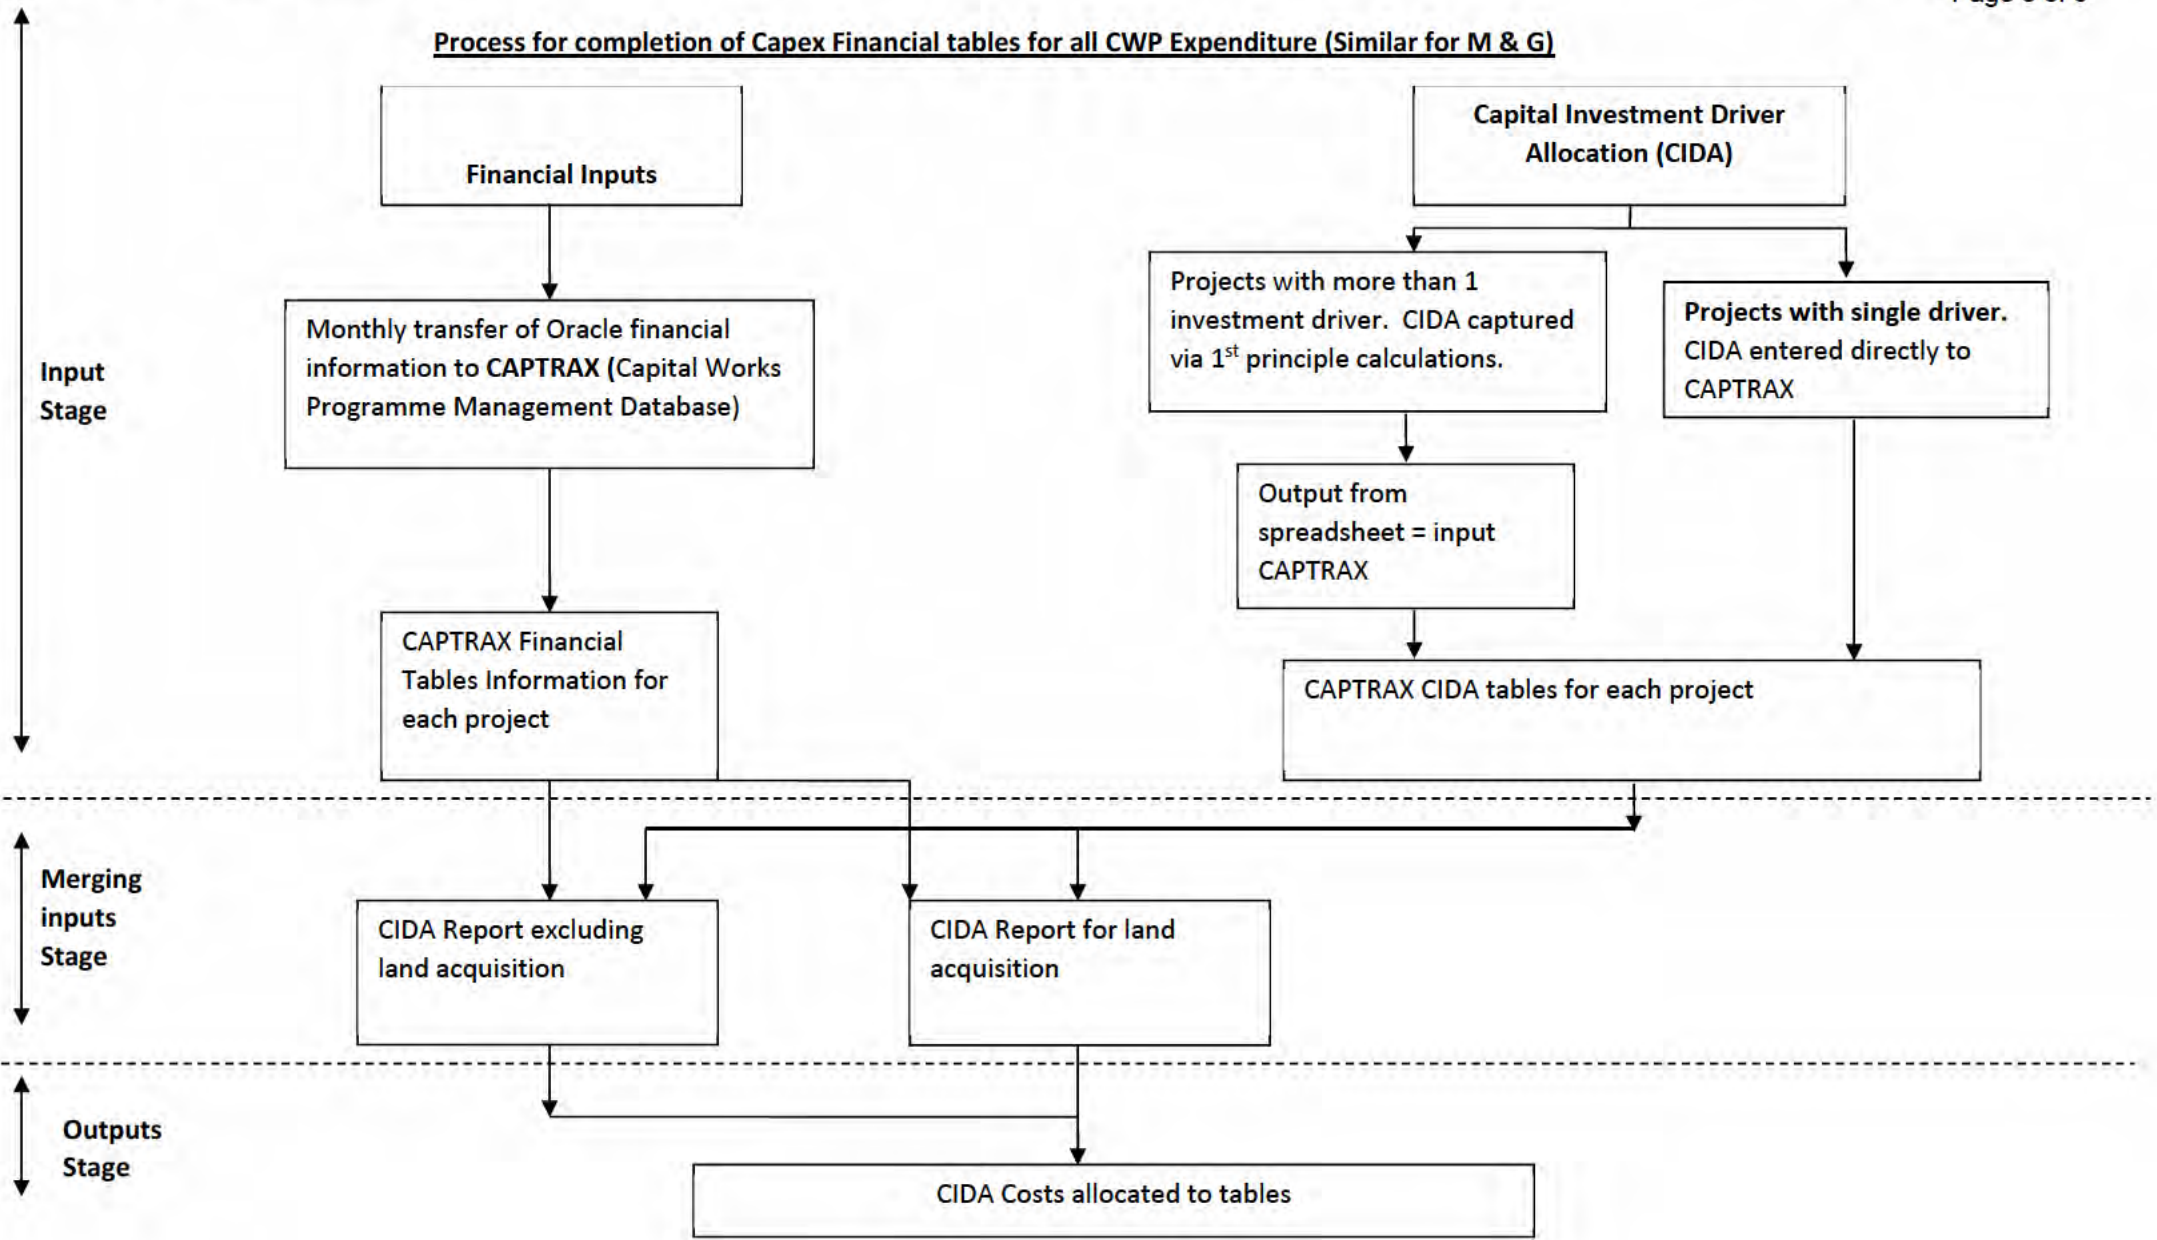 Process for completion of Capex Financial tables for all CWP Expenditure (Similar for M & G)
Financial Inputs
Capital Investment Driver
Allocation (CIDA)
Monthly transfer of Oracle financial
information to CAPTRAX (Capital Works
Programme Management Database)
Projects with more than 1
investment driver.  CIDA captured
via 1st principle calculations.
Projects with single driver.
CIDA entered directly to
CAPTRAX
Input
Stage
Output from
spreadsheet = input
CAPTRAX
CAPTRAX Financial
Tables Information for
each project
CAPTRAX CIDA tables for each project
Merging
inputs
Stage
CIDA Report excluding
land acquisition
CIDA Report for land
acquisition
Outputs
Stage
CIDA Costs allocated to tables